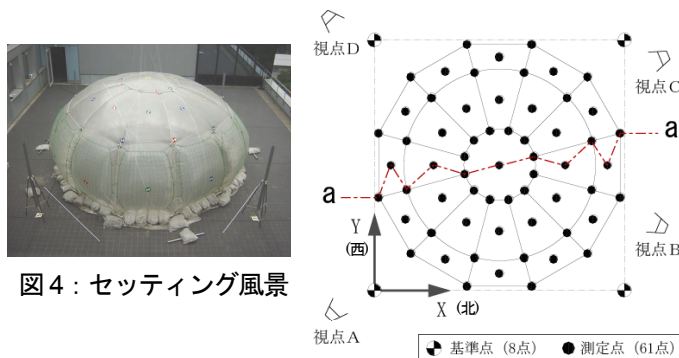 図4：セッティング風景
視点D
視点C
a
a
Y
(西)
視点B
X (北)
視点A
基準点（8点） 測定点（61点）